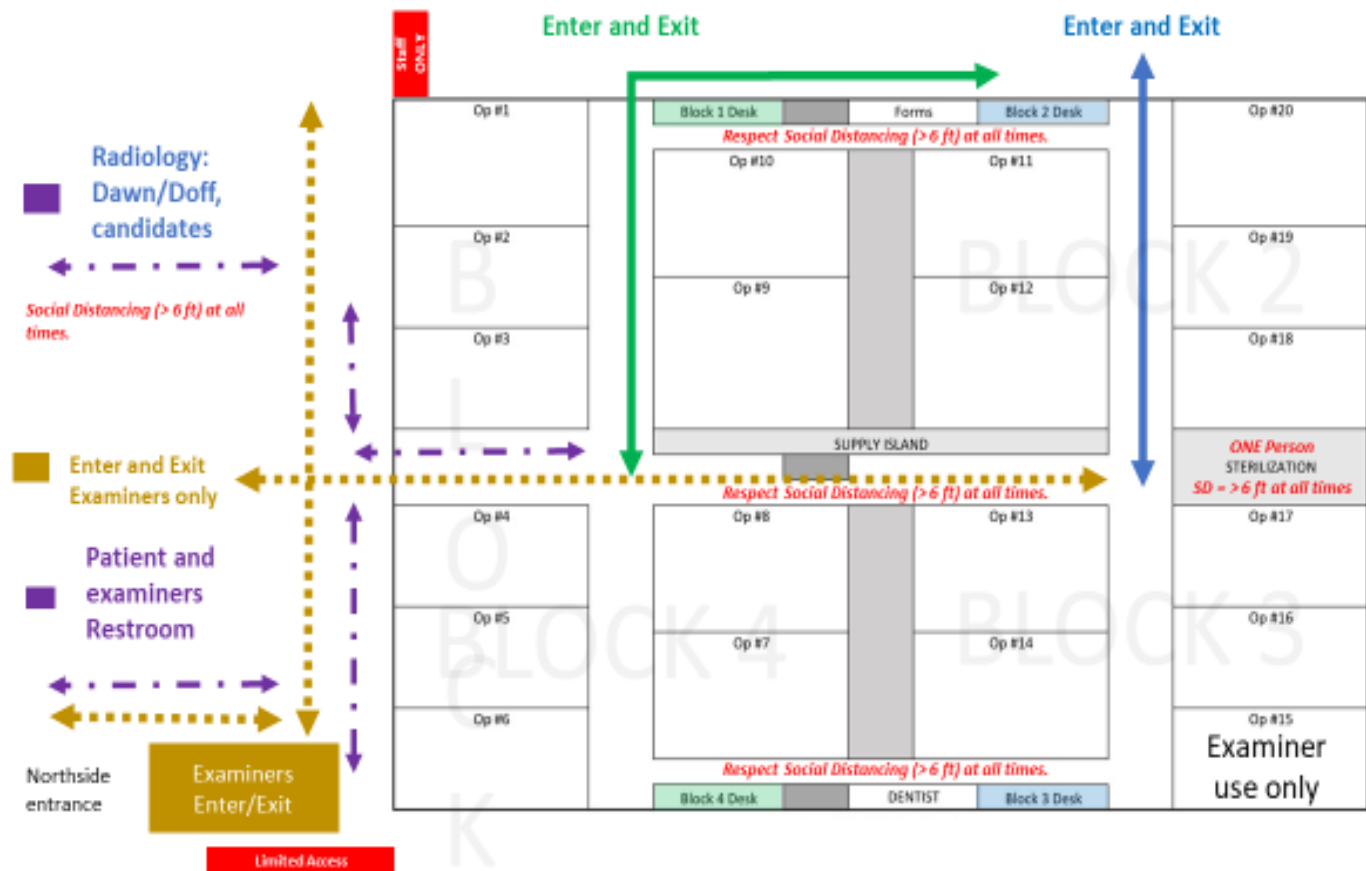 Staff
ONLY
Enter and Exit
Enter and Exit
Op #1
Block 1 Desk
Forms
Block 2 Desk
Op #20
Respect Social Distancing (> 6 ft) at all times.
Radiology:
Dawn/Doff,
candidates
Social Distancing (> 6 ft) at all
times.
Op #10
Op #11
Op #2
Op #19
BLOCK 2
Op #9
Op #12
Op #3
Op #18
SUPPLY ISLAND
ONE Person
STERILIZATION
SD = > 6 ft at all times
Enter and Exit
Examiners only
Respect Social Distancing (> 6 ft) at all times.
Op #4
Op #8
Op #13
Op #17
Patient and
examiners
Restroom
B
L
O
C
K
Op #5
BLOCK 4
BLOCK 3
Op #16
Op #7
Op #14
Op #6
Op #15
Examiner
use only
Northside
entrance
Examiners
Enter/Exit
Respect Social Distancing (> 6 ft) at all times.
Block 4 Desk
DENTIST
Block 3 Desk
Limited Access